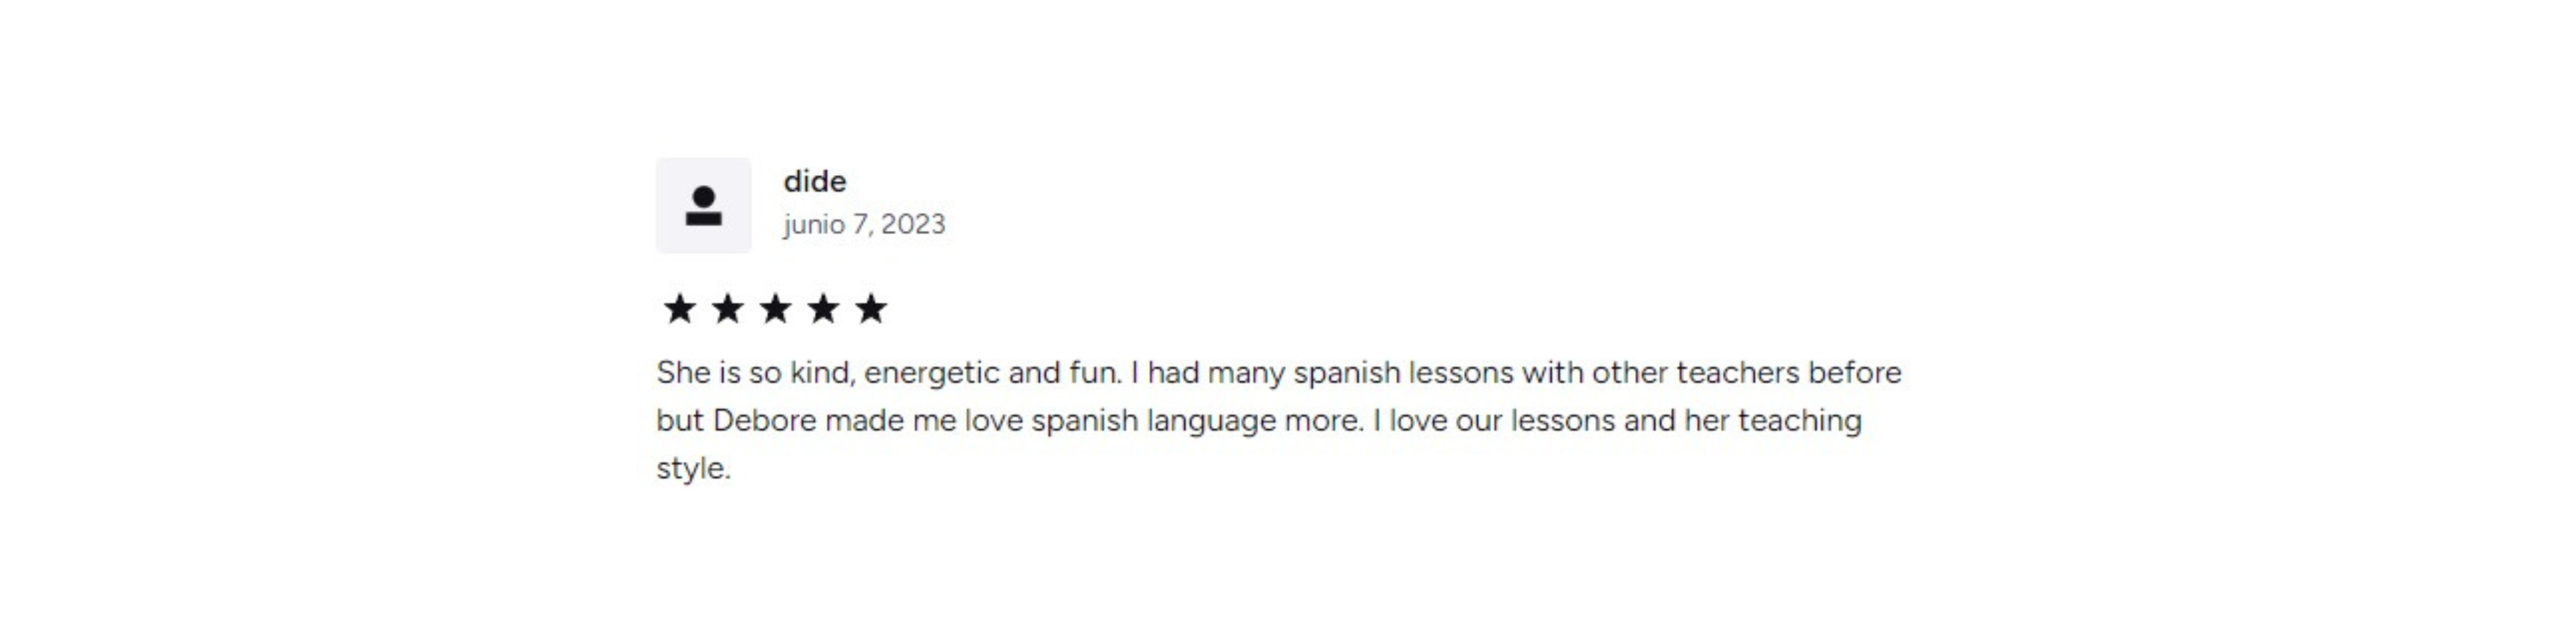 dide
junio 7, 2023
She is so kind, energetic and fun. I had many spanish lessons with other teachers before
but Debore made me love spanish language more. I love our lessons and her teaching
style.